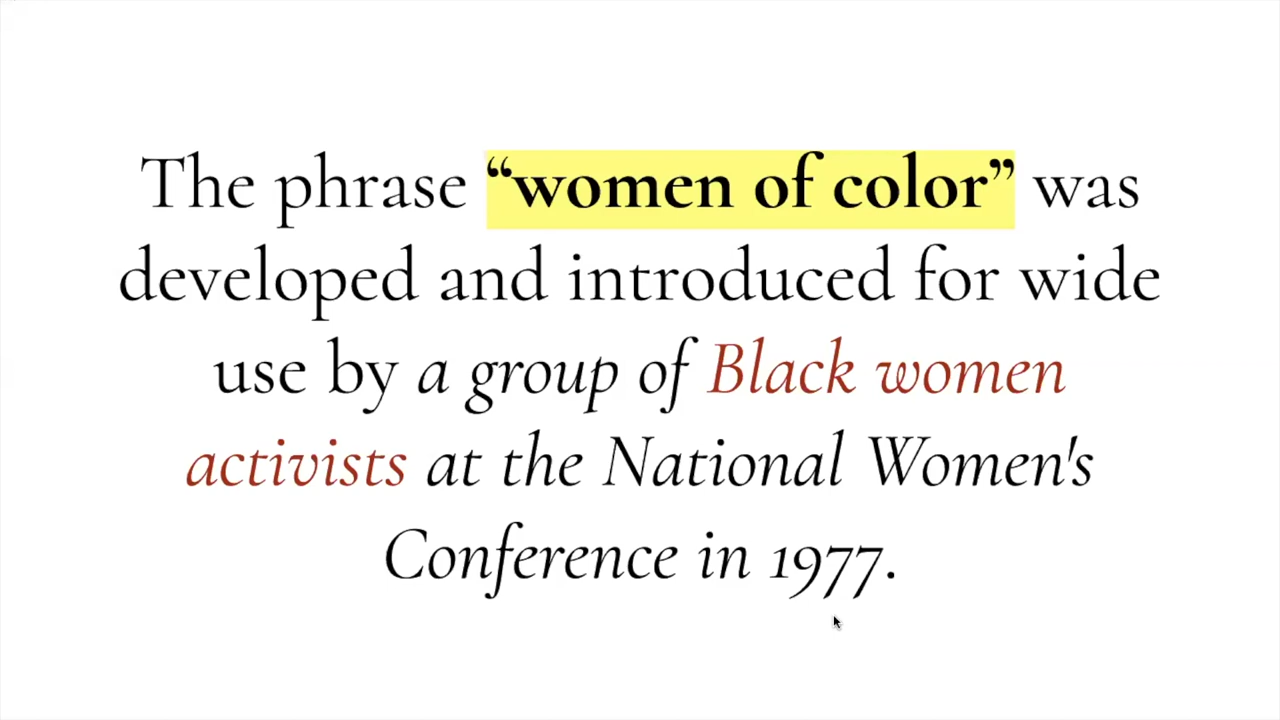 The phrase “women of color” was
developed and introduced for wide
use by a group of Black women
activists at the National Women's
Conference in 1977.